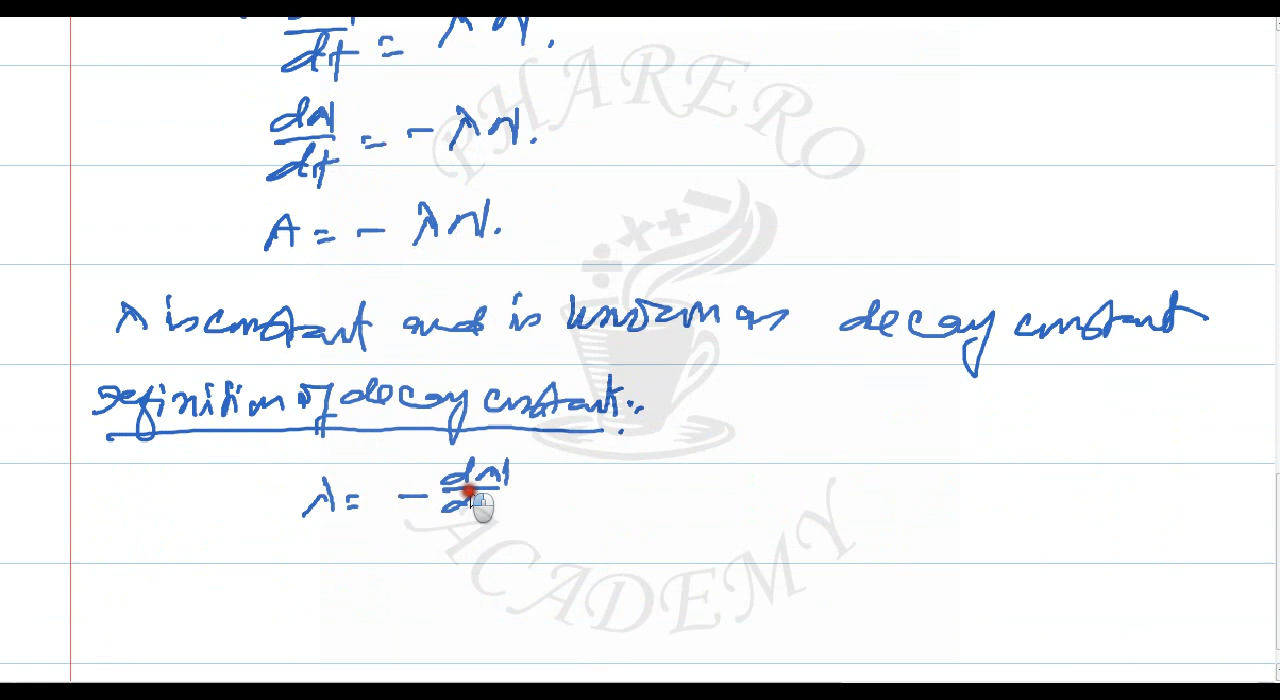 dt = λN.
dN/dt = - λN.
A = - λN.
λ is constant and is known as decay constant
Definition of decay constant:.
λ = - dN/d
PHARERO
÷×+-
ACADEMY